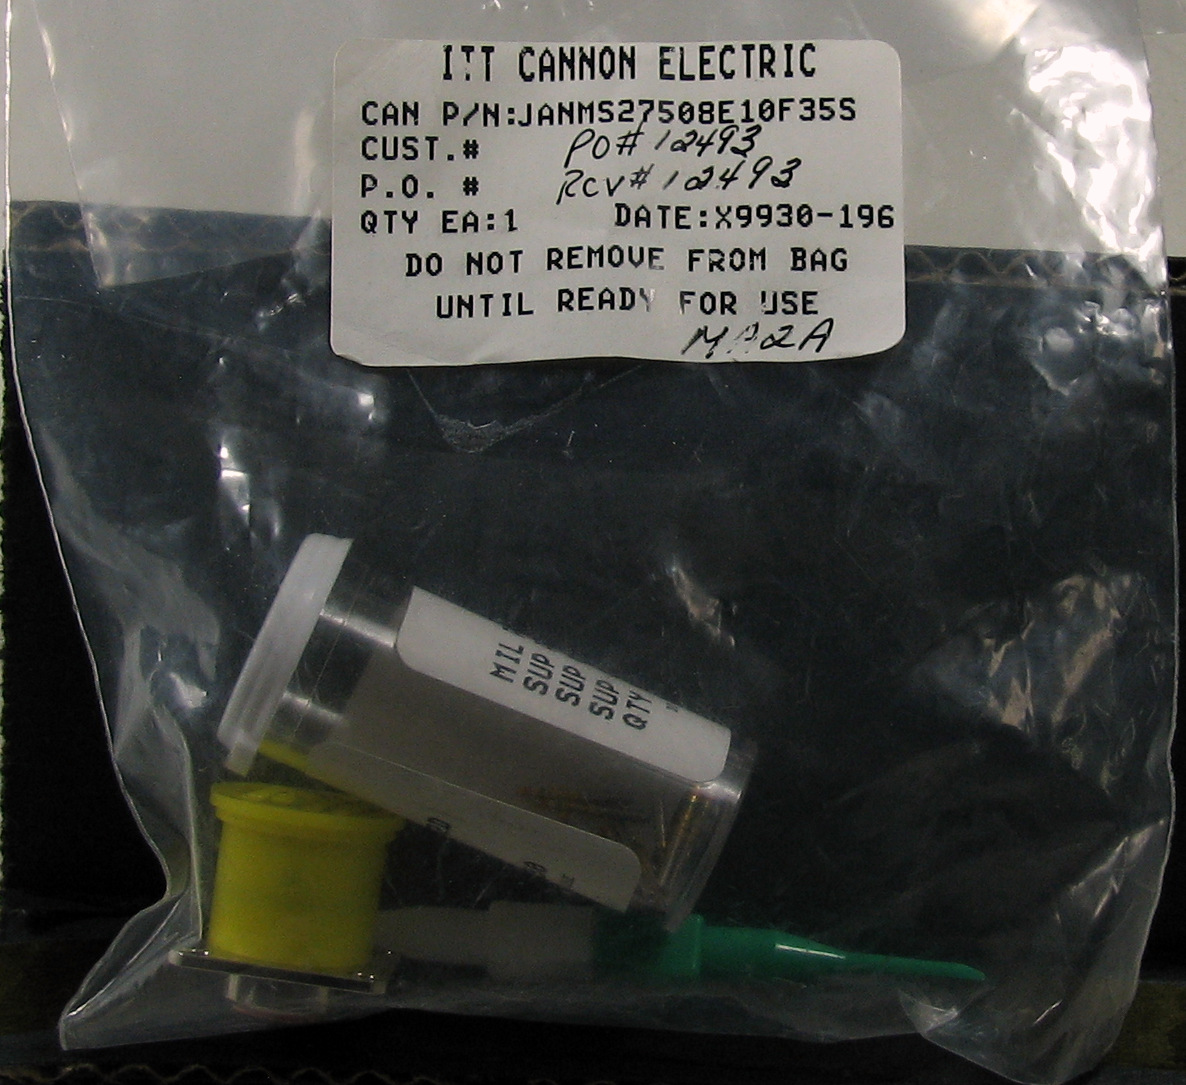 ITT CANNON ELECTRIC
CAN P/N:JANMS27508E10F35S
CUST.# PO# 12493
P.O. # RCV# 12493
QTY EA:1 DATE:X9930-196
DO NOT REMOVE FROM BAG
UNTIL READY FOR USE
MA2A
MIL
SUP
SUP
SUP
QTY